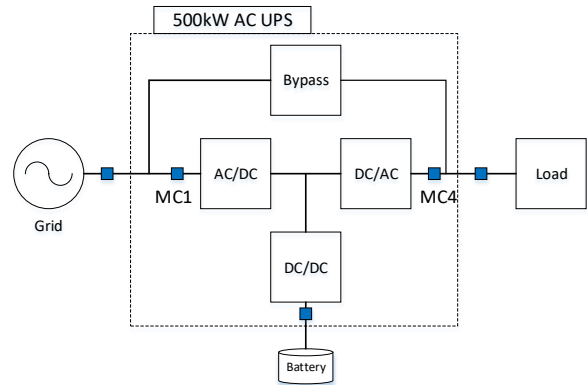 500kW AC UPS
Bypass
AC/DC
DC/AC
Load
MC1
MC4
Grid
DC/DC
Battery